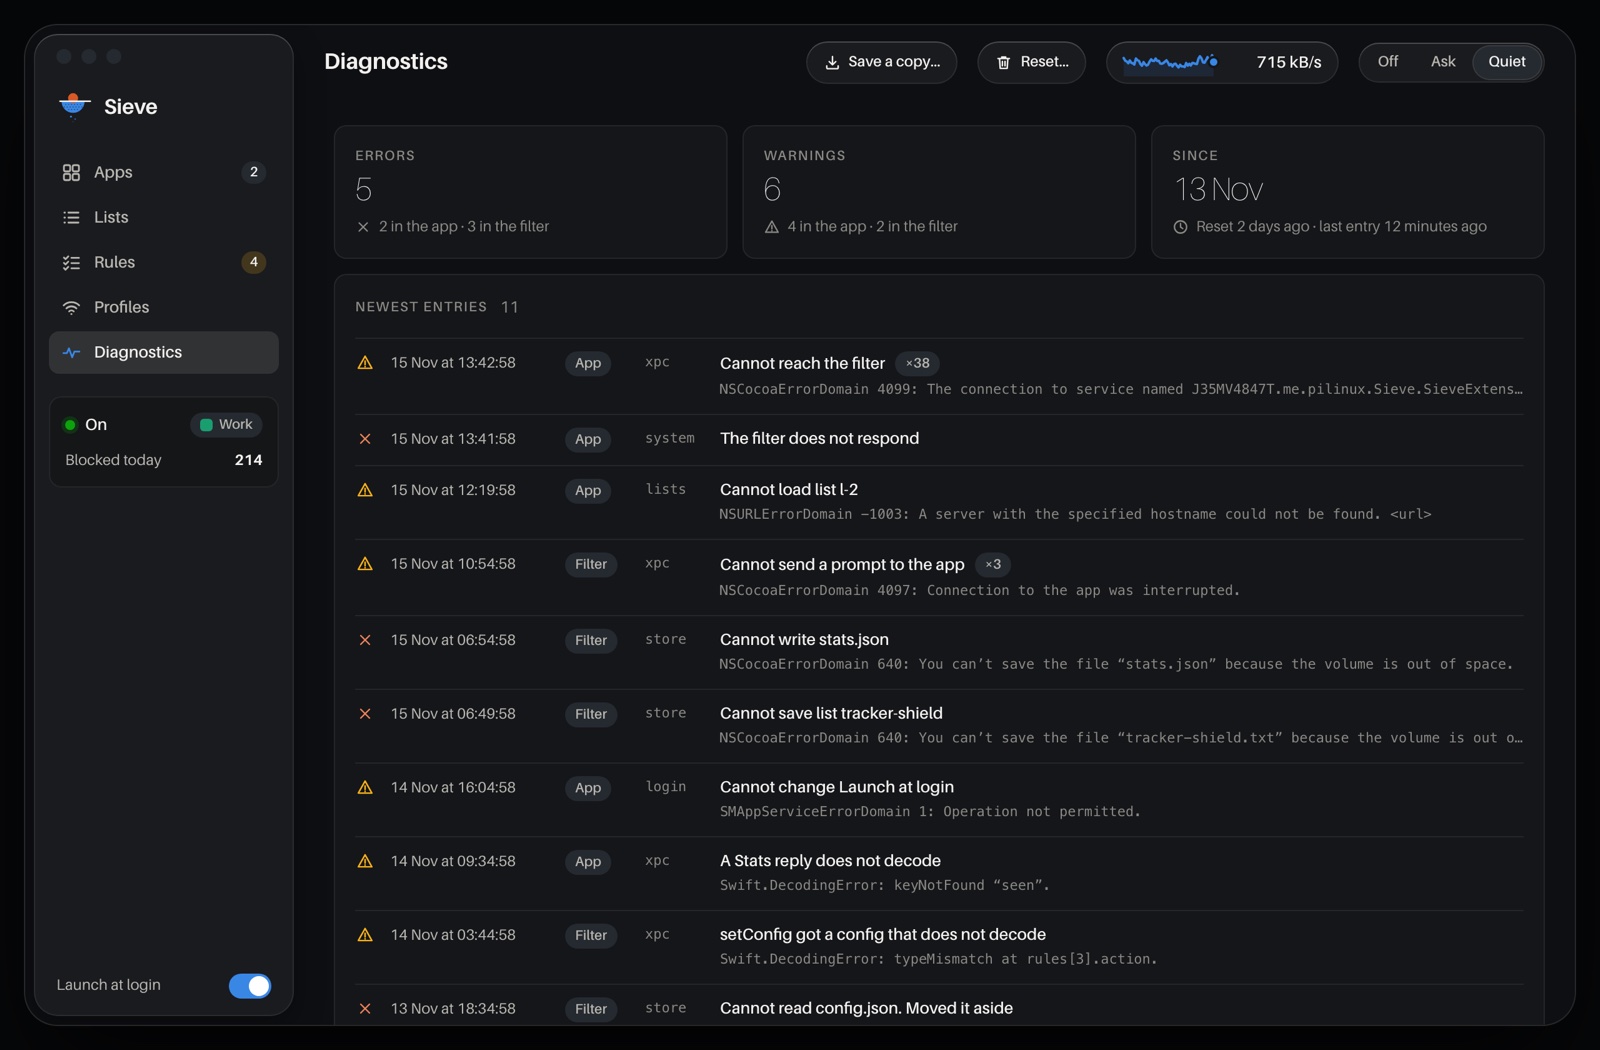 Diagnostics
Save a copy...
Reset...
715 kB/s
Off
Ask
Quiet
Sieve
Apps
2
Lists
Rules
4
Profiles
Diagnostics
On
Work
Blocked today
214
Launch at login
ERRORS
5
2 in the app · 3 in the filter
WARNINGS
6
4 in the app · 2 in the filter
SINCE
13 Nov
Reset 2 days ago · last entry 12 minutes ago
NEWEST ENTRIES 11
15 Nov at 13:42:58 App xpc Cannot reach the filter ×38
NSCocoaErrorDomain 4099: The connection to service named J35MV4847T.me.pilinux.Sieve.SieveExtens…
15 Nov at 13:41:58 App system The filter does not respond
15 Nov at 12:19:58 App lists Cannot load list l-2
NSURLErrorDomain −1003: A server with the specified hostname could not be found. <url>
15 Nov at 10:54:58 Filter xpc Cannot send a prompt to the app ×3
NSCocoaErrorDomain 4097: Connection to the app was interrupted.
15 Nov at 06:54:58 Filter store Cannot write stats.json
NSCocoaErrorDomain 640: You can’t save the file “stats.json” because the volume is out of space.
15 Nov at 06:49:58 Filter store Cannot save list tracker-shield
NSCocoaErrorDomain 640: You can’t save the file “tracker-shield.txt” because the volume is out o…
14 Nov at 16:04:58 App login Cannot change Launch at login
SMAppServiceErrorDomain 1: Operation not permitted.
14 Nov at 09:34:58 App xpc A Stats reply does not decode
Swift.DecodingError: keyNotFound “seen”.
14 Nov at 03:44:58 Filter xpc setConfig got a config that does not decode
Swift.DecodingError: typeMismatch at rules[3].action.
13 Nov at 18:34:58 Filter store Cannot read config.json. Moved it aside